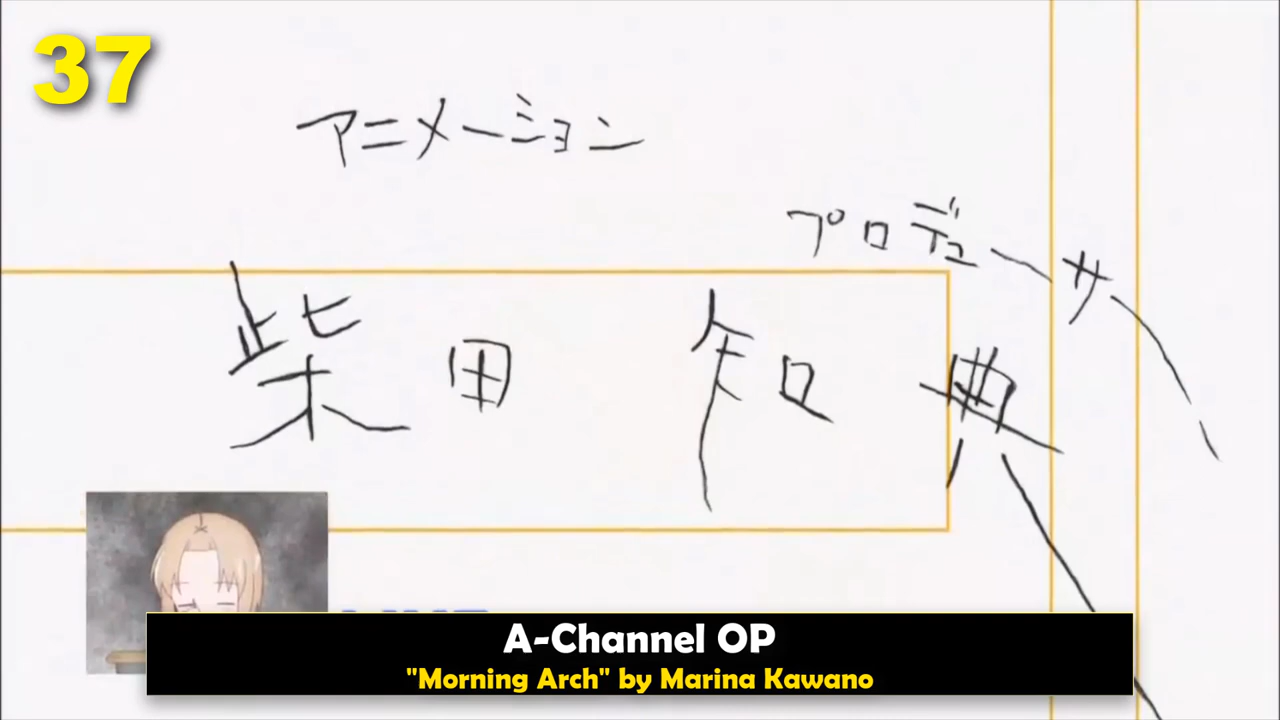 37
アニメーション
プロデューサー
柴田 知典
A-Channel OP
"Morning Arch" by Marina Kawano